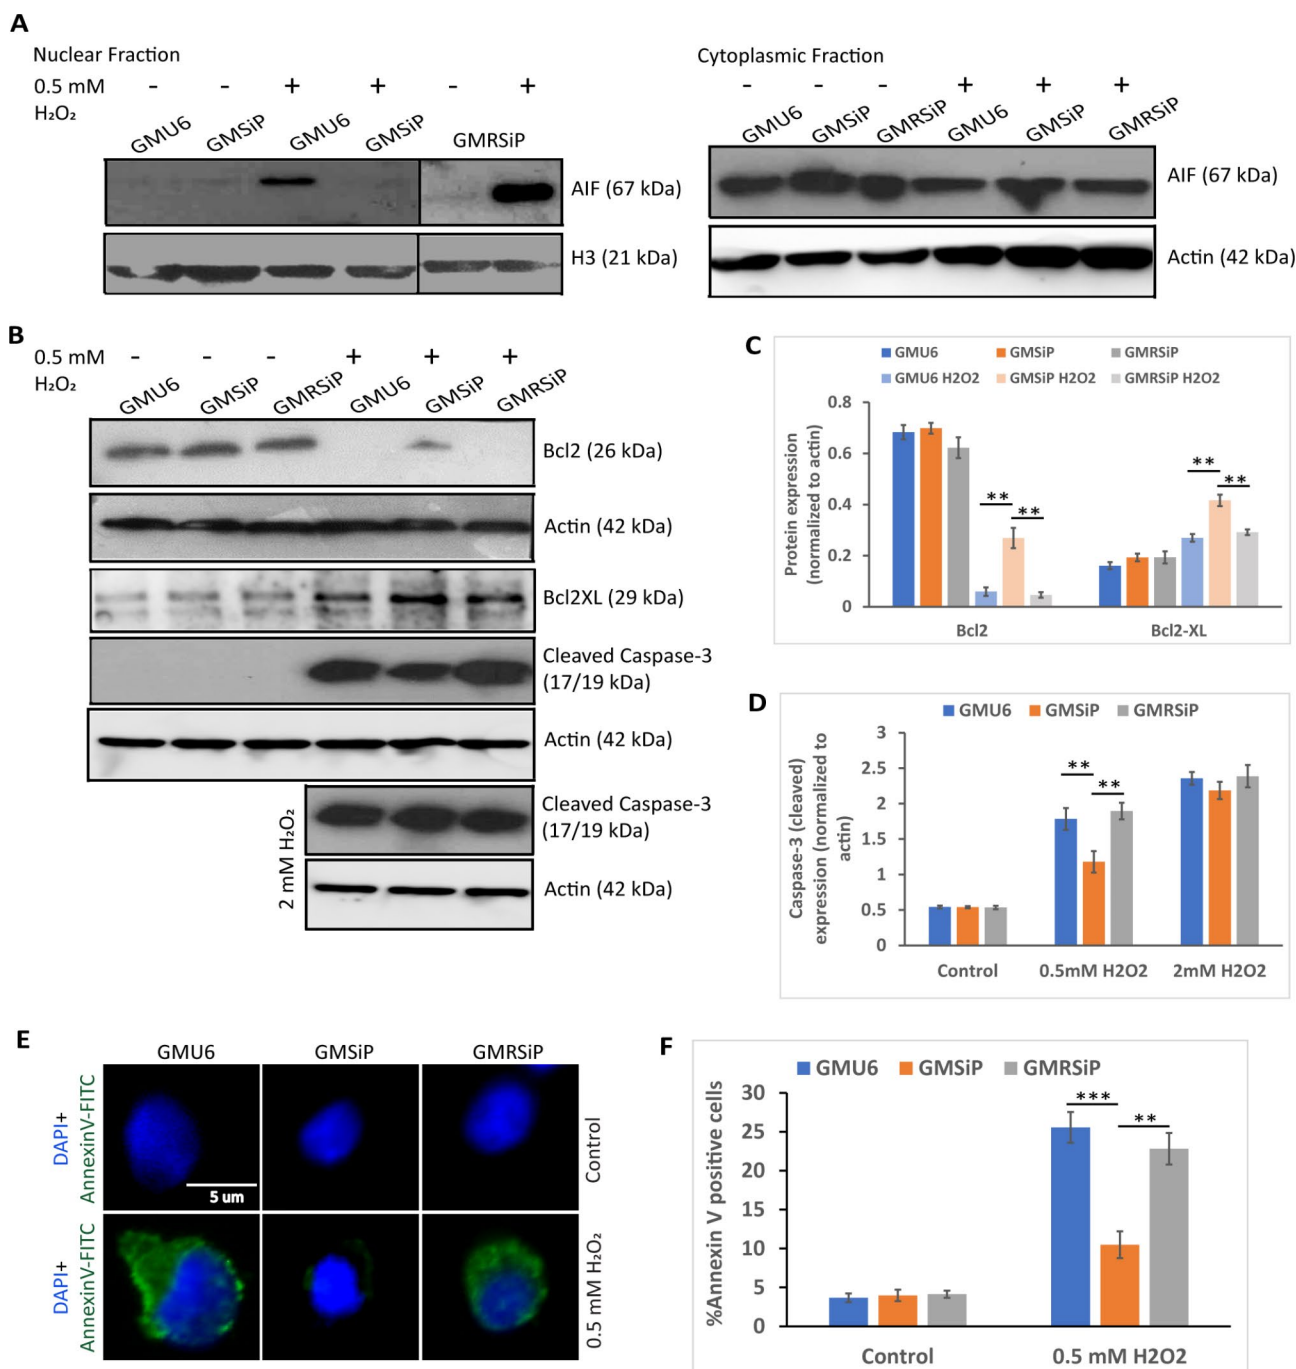 A
Nuclear Fraction
0.5 mM - - + + - +
H₂O₂
GMU6 GMSiP GMU6 GMSiP GMRSiP
AIF (67 kDa)
H3 (21 kDa)
Cytoplasmic Fraction
- - - + + +
GMU6 GMSiP GMRSiP GMU6 GMSiP GMRSiP
AIF (67 kDa)
Actin (42 kDa)
B
0.5 mM - - - + + +
H₂O₂
GMU6 GMSiP GMRSiP GMU6 GMSiP GMRSiP
Bcl2 (26 kDa)
Actin (42 kDa)
Bcl2XL (29 kDa)
Cleaved Caspase-3
(17/19 kDa)
Actin (42 kDa)
2 mM H₂O₂
Cleaved Caspase-3
(17/19 kDa)
Actin (42 kDa)
C
GMU6 GMSiP GMRSiP
GMU6 H2O2 GMSiP H2O2 GMRSiP H2O2
Protein expression
(normalized to actin)
0.8
0.6
0.4
0.2
0
** **
** **
Bcl2 Bcl2-XL
D
GMU6 GMSiP GMRSiP
Caspase-3 (cleaved)
expression (normalized to
actin)
3
2.5
2
1.5
1
0.5
0
** **
Control 0.5mM H2O2 2mM H2O2
E
GMU6 GMSiP GMRSiP
DAPI+
AnnexinV-FITC
5 um
Control
DAPI+
AnnexinV-FITC
0.5 mM H₂O₂
F
GMU6 GMSiP GMRSiP
%Annexin V positive cells
30
25
20
15
10
5
0
*** **
Control 0.5 mM H2O2